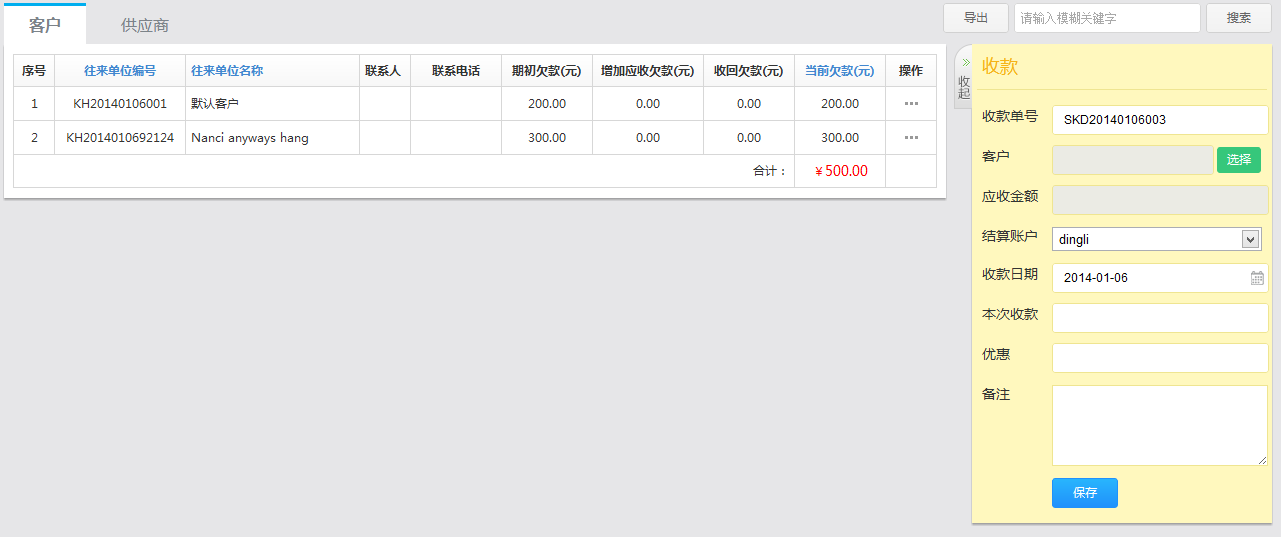 客户 供应商 导出 请输入模糊关键字 搜索
序号 往来单位编号 往来单位名称 联系人 联系电话 期初欠款(元) 增加应收欠款(元) 收回欠款(元) 当前欠款(元) 操作
1 KH20140106001 默认客户 200.00 0.00 0.00 200.00
2 KH2014010692124 Nanci anyways hang 300.00 0.00 0.00 300.00
合计： ￥500.00
收起
收款
收款单号 SKD20140106003
客户 选择
应收金额
结算账户 dingli
收款日期 2014-01-06
本次收款
优惠
备注
保存